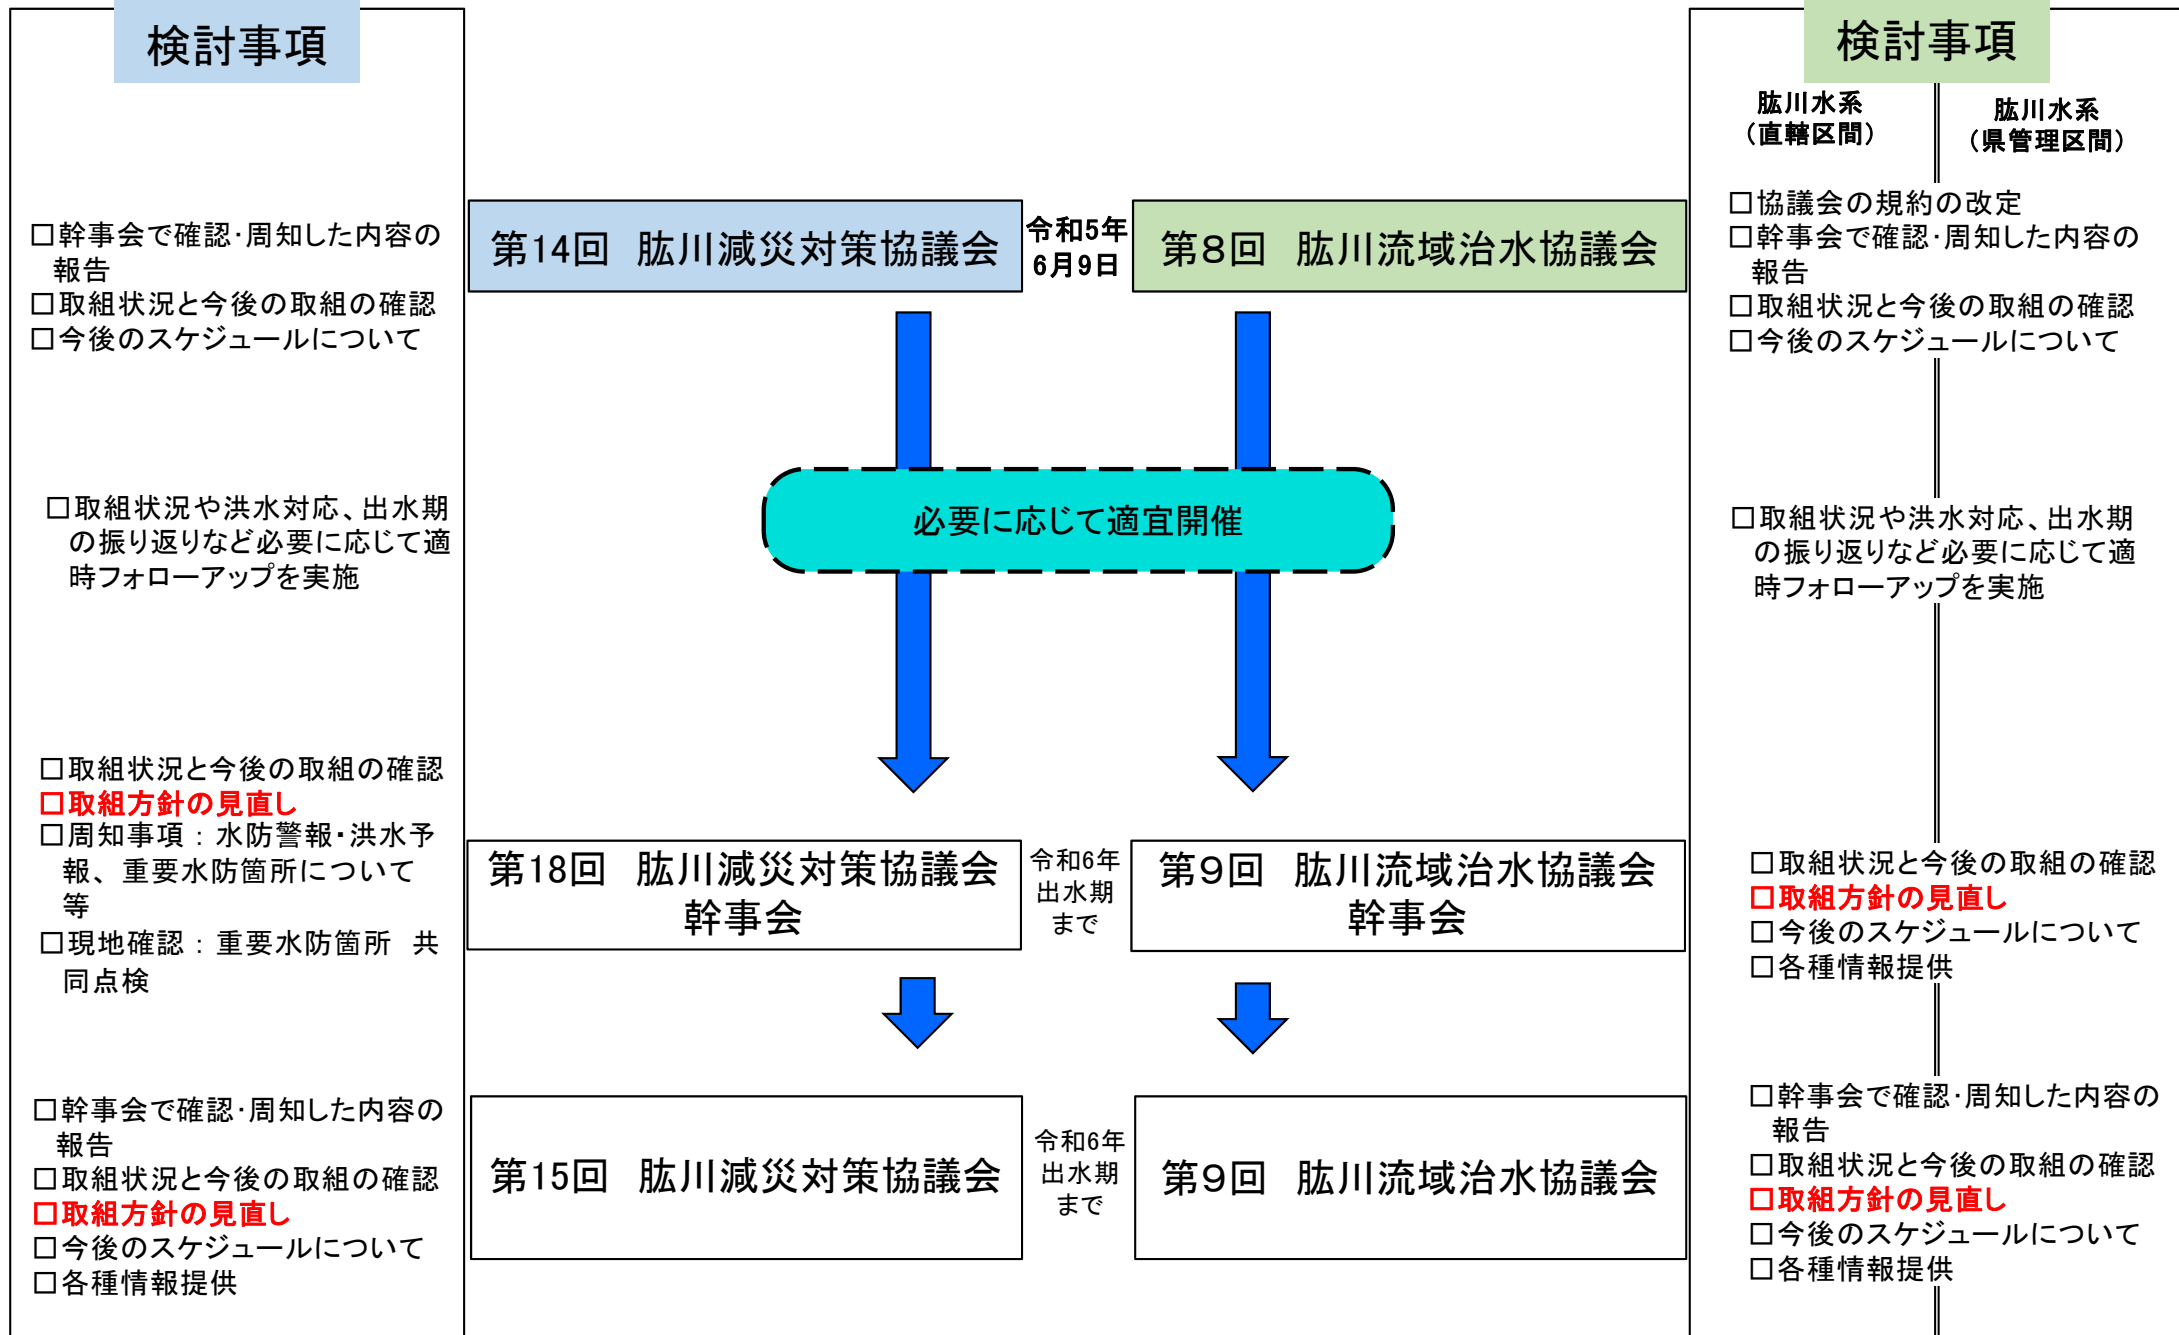 検討事項
□幹事会で確認・周知した内容の
報告
□取組状況と今後の取組の確認
□今後のスケジュールについて
□取組状況や洪水対応、出水期
の振り返りなど必要に応じて適
時フォローアップを実施
□取組状況と今後の取組の確認
□取組方針の見直し
□周知事項：水防警報・洪水予
報、重要水防箇所について
等
□現地確認：重要水防箇所 共
同点検
□幹事会で確認・周知した内容の
報告
□取組状況と今後の取組の確認
□取組方針の見直し
□今後のスケジュールについて
□各種情報提供
第14回 肱川減災対策協議会
令和5年
6月9日
第8回 肱川流域治水協議会
必要に応じて適宜開催
第18回 肱川減災対策協議会
幹事会
令和6年
出水期
まで
第9回 肱川流域治水協議会
幹事会
第15回 肱川減災対策協議会
令和6年
出水期
まで
第9回 肱川流域治水協議会
検討事項
肱川水系
（直轄区間）
肱川水系
（県管理区間）
□協議会の規約の改定
□幹事会で確認・周知した内容の
報告
□取組状況と今後の取組の確認
□今後のスケジュールについて
□取組状況や洪水対応、出水期
の振り返りなど必要に応じて適
時フォローアップを実施
□取組状況と今後の取組の確認
□取組方針の見直し
□今後のスケジュールについて
□各種情報提供
□幹事会で確認・周知した内容の
報告
□取組状況と今後の取組の確認
□取組方針の見直し
□今後のスケジュールについて
□各種情報提供